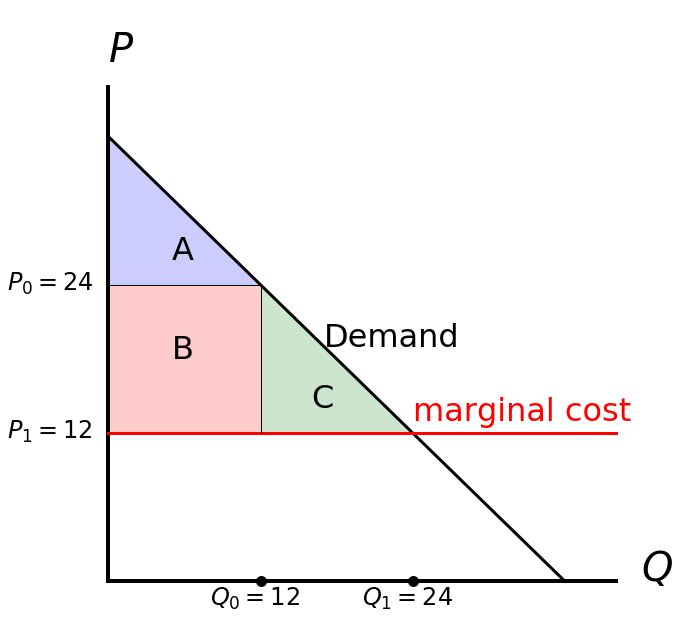 P
A
P₀ = 24
Demand
B
C
marginal cost
P₁ = 12
Q
Q₀ = 12
Q₁ = 24